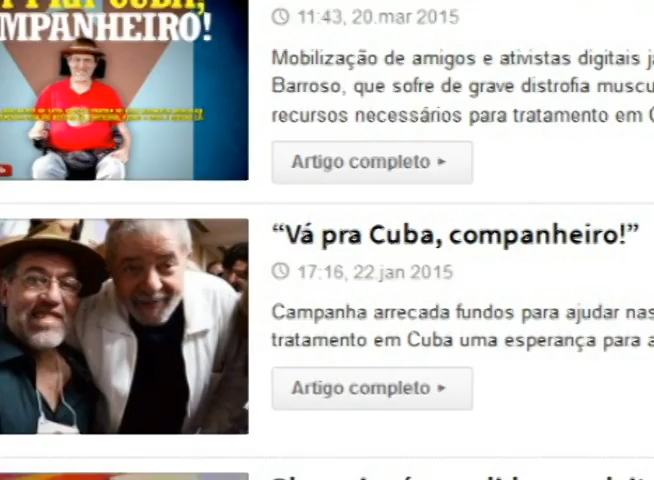 MPANHEIRO!
11:43, 20.mar 2015
Mobilização de amigos e ativistas digitais
Barroso, que sofre de grave distrofia
recursos necessários para tratamento em
Artigo completo ▸
“Vá pra Cuba, companheiro!”
17:16, 22.jan 2015
Campanha arrecada fundos para ajudar nas
tratamento em Cuba uma esperança para a
Artigo completo ▸